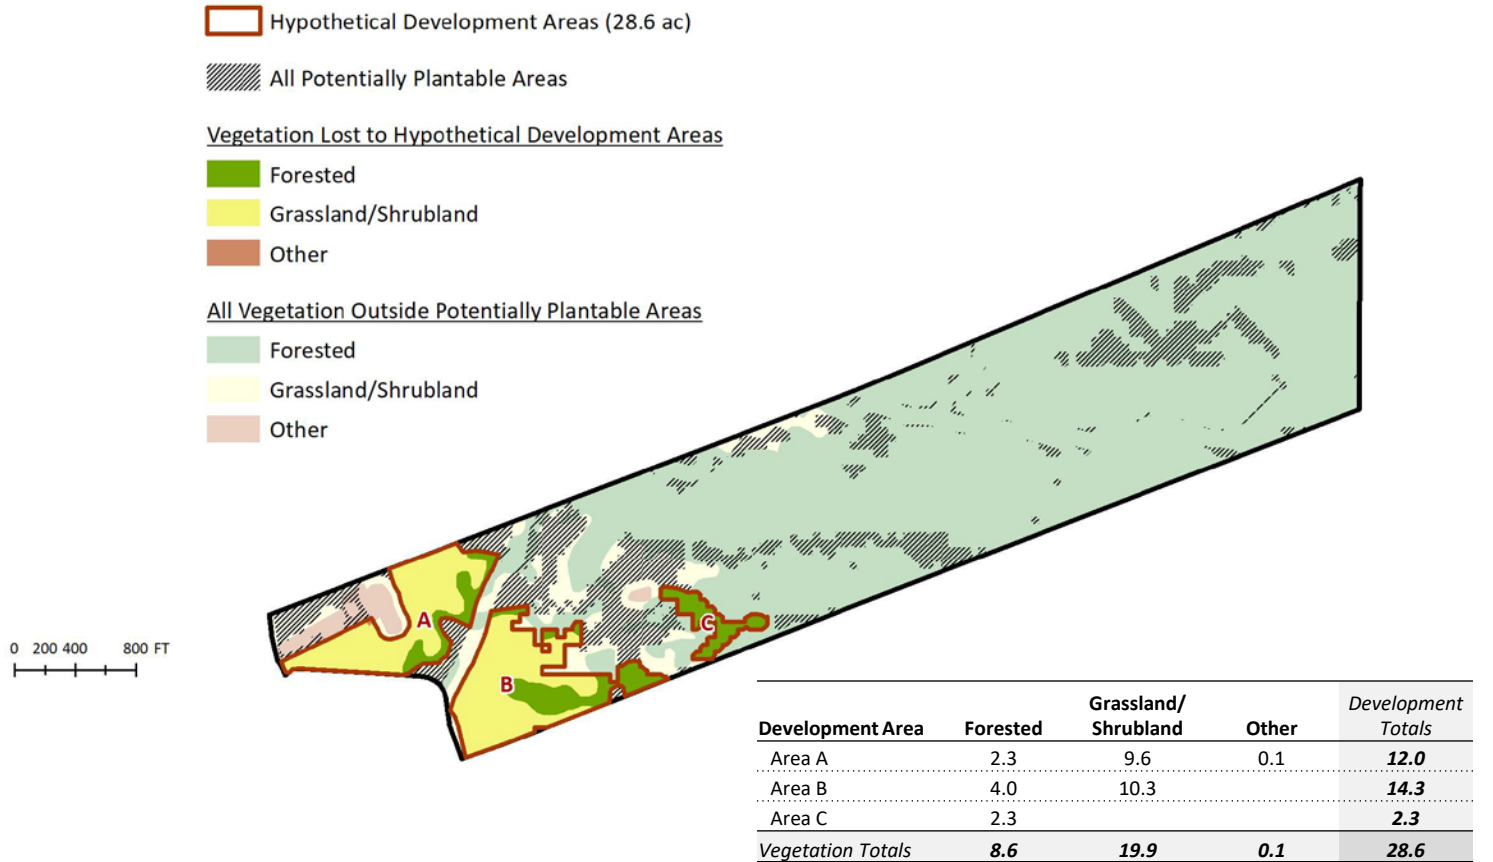 Hypothetical Development Areas (28.6 ac)
All Potentially Plantable Areas
Vegetation Lost to Hypothetical Development Areas
Forested
Grassland/Shrubland
Other
All Vegetation Outside Potentially Plantable Areas
Forested
Grassland/Shrubland
Other
A
B
C
0 200 400 800 FT
Development Area Forested Grassland/ Shrubland Other Development Totals
Area A 2.3 9.6 0.1 12.0
Area B 4.0 10.3 14.3
Area C 2.3 2.3
Vegetation Totals 8.6 19.9 0.1 28.6